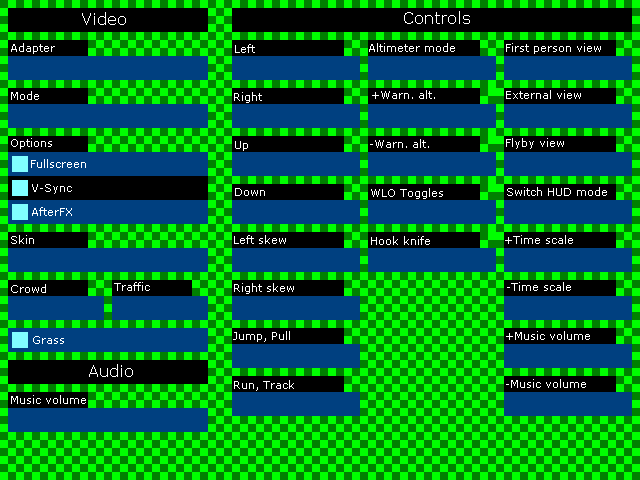 Video
Adapter
Mode
Options
Fullscreen
V-Sync
AfterFX
Skin
Crowd
Traffic
Grass
Audio
Music volume
Controls
Left
Right
Up
Down
Left skew
Right skew
Jump, Pull
Run, Track
Altimeter mode
+Warn. alt.
-Warn. alt.
WLO Toggles
Hook knife
First person view
External view
Flyby view
Switch HUD mode
+Time scale
-Time scale
+Music volume
-Music volume